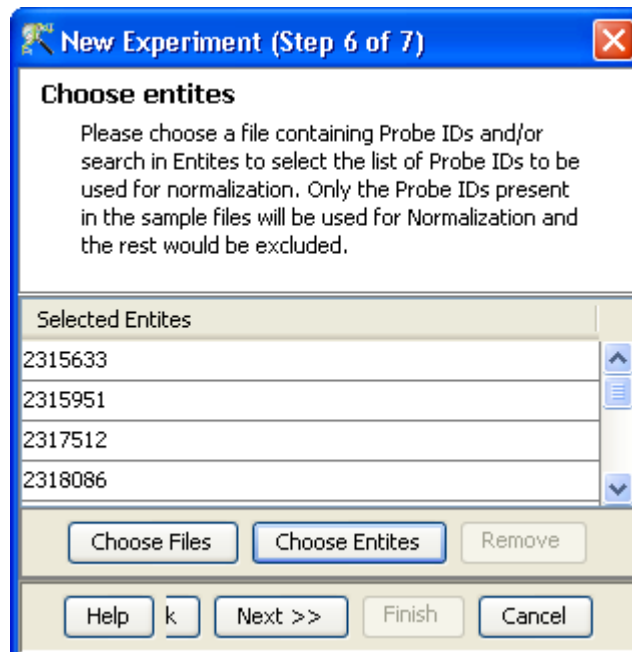 New Experiment (Step 6 of 7)
Choose entites
Please choose a file containing Probe IDs and/or
search in Entites to select the list of Probe IDs to be
used for normalization. Only the Probe IDs present
in the sample files will be used for Normalization and
the rest would be excluded.
Selected Entites
2315633
2315951
2317512
2318086
Choose Files Choose Entites Remove
Help k Next >> Finish Cancel